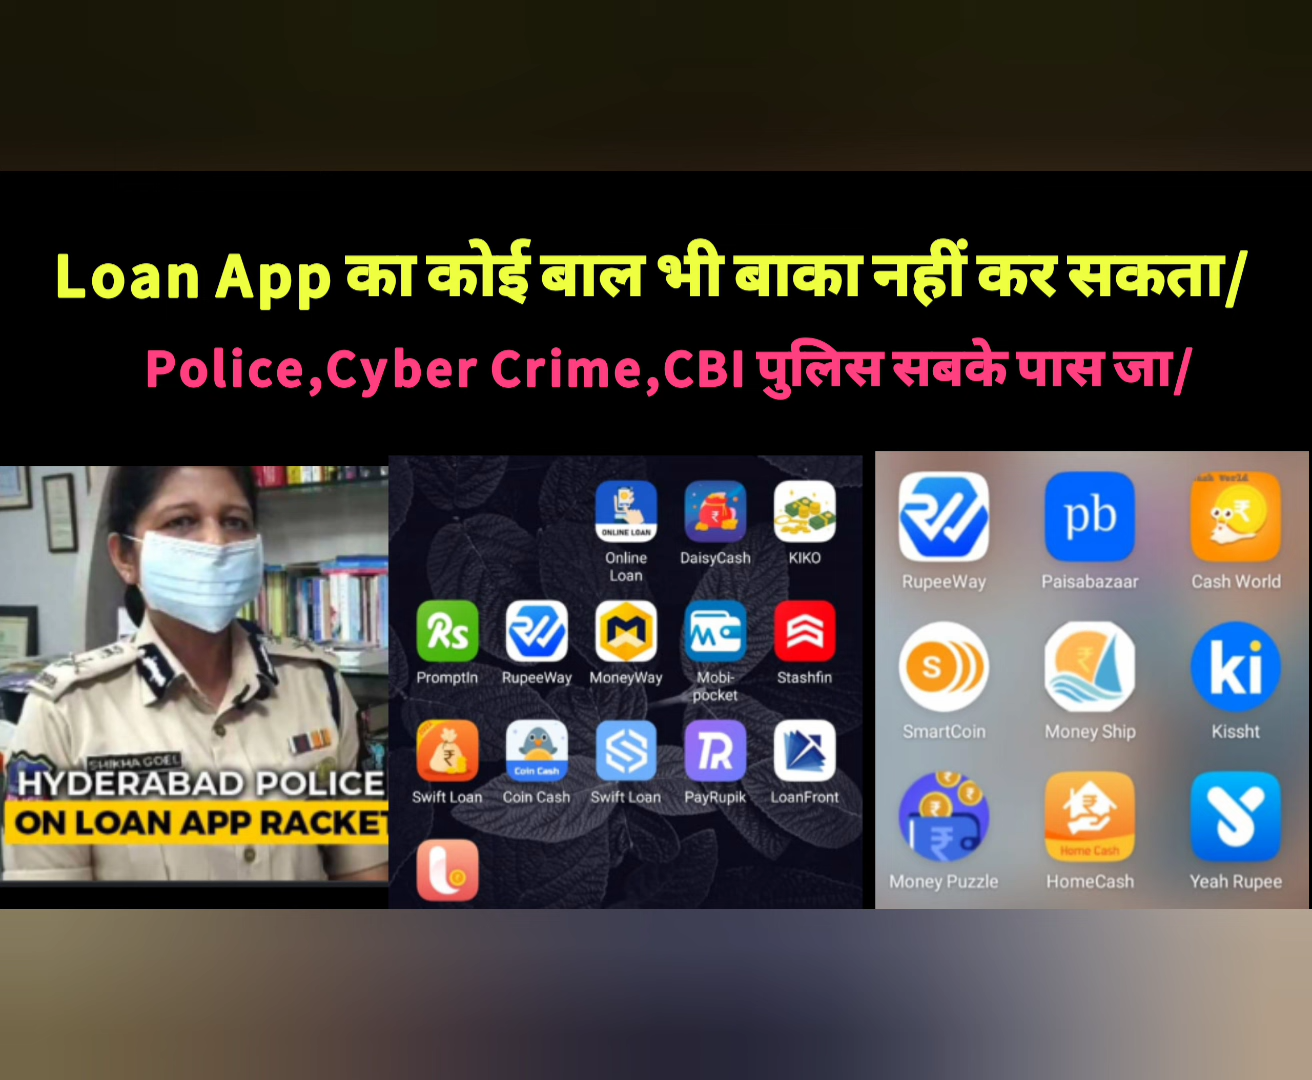 Loan App का कोई बाल भी बाका नहीं कर सकता/
Police,Cyber Crime,CBI पुलिस सबके पास जा/
SHIKHA GOEL
HYDERABAD POLICE
ON LOAN APP RACKET
ONLINE LOAN
Online Loan
DaisyCash
KIKO
Rs
PromptIn
RupeeWay
MoneyWay
Mobi-pocket
Stashfin
Swift Loan
Coin Cash
Coin Cash
Swift Loan
PayRupik
LoanFront
RupeeWay
pb
Paisabazaar
Cash World
S
SmartCoin
Money Ship
ki
Kissht
Money Puzzle
Home Cash
HomeCash
Yeah Rupee